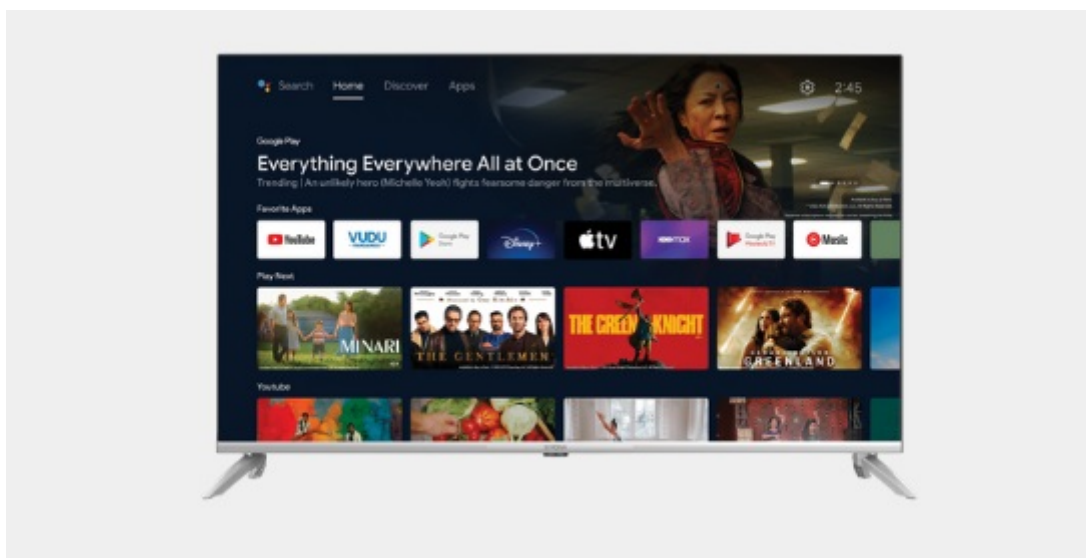 Search Home Discover Apps 2:45
Google Play
Everything Everywhere All at Once
Trending | An unlikely hero (Michelle Yeoh) fights fearsome danger from the multiverse.
Favorite Apps
YouTube VUDU Google Play Store Disney+ tv HBOMAX Google Play Movies & TV Music
Play Next
MINARI THE GENTLEMEN THE GREEN KNIGHT GREENLAND
Youtube